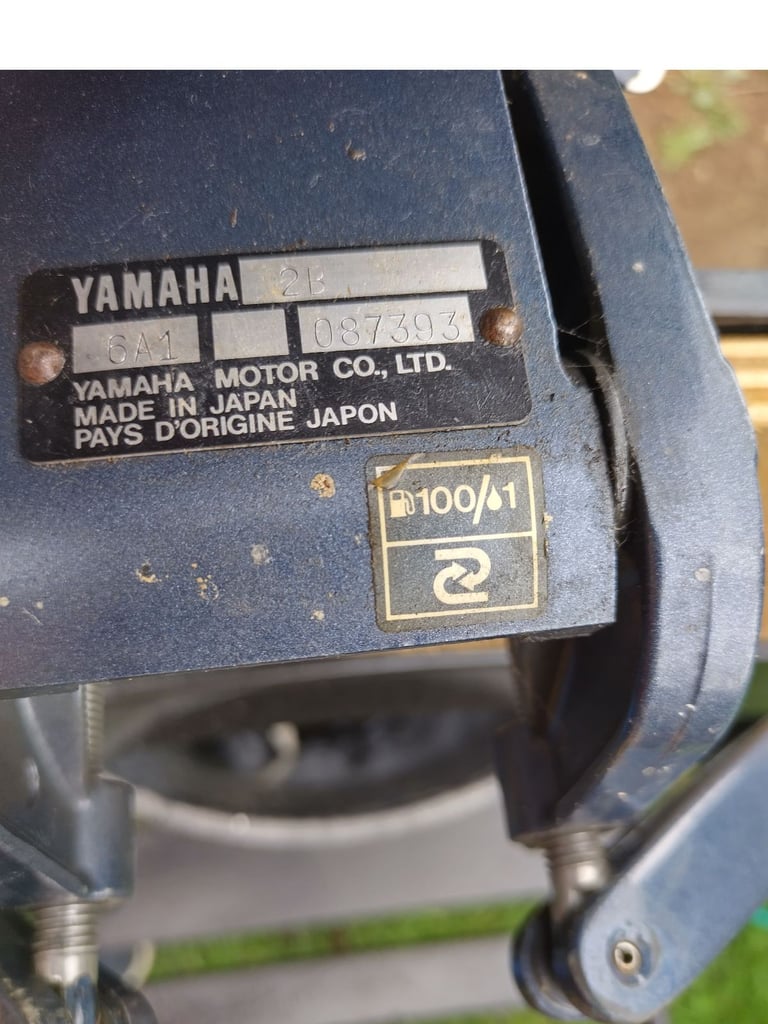 YAMAHA 2B
6A1 087393
YAMAHA MOTOR CO., LTD.
MADE IN JAPAN
PAYS D'ORIGINE JAPON
100/1